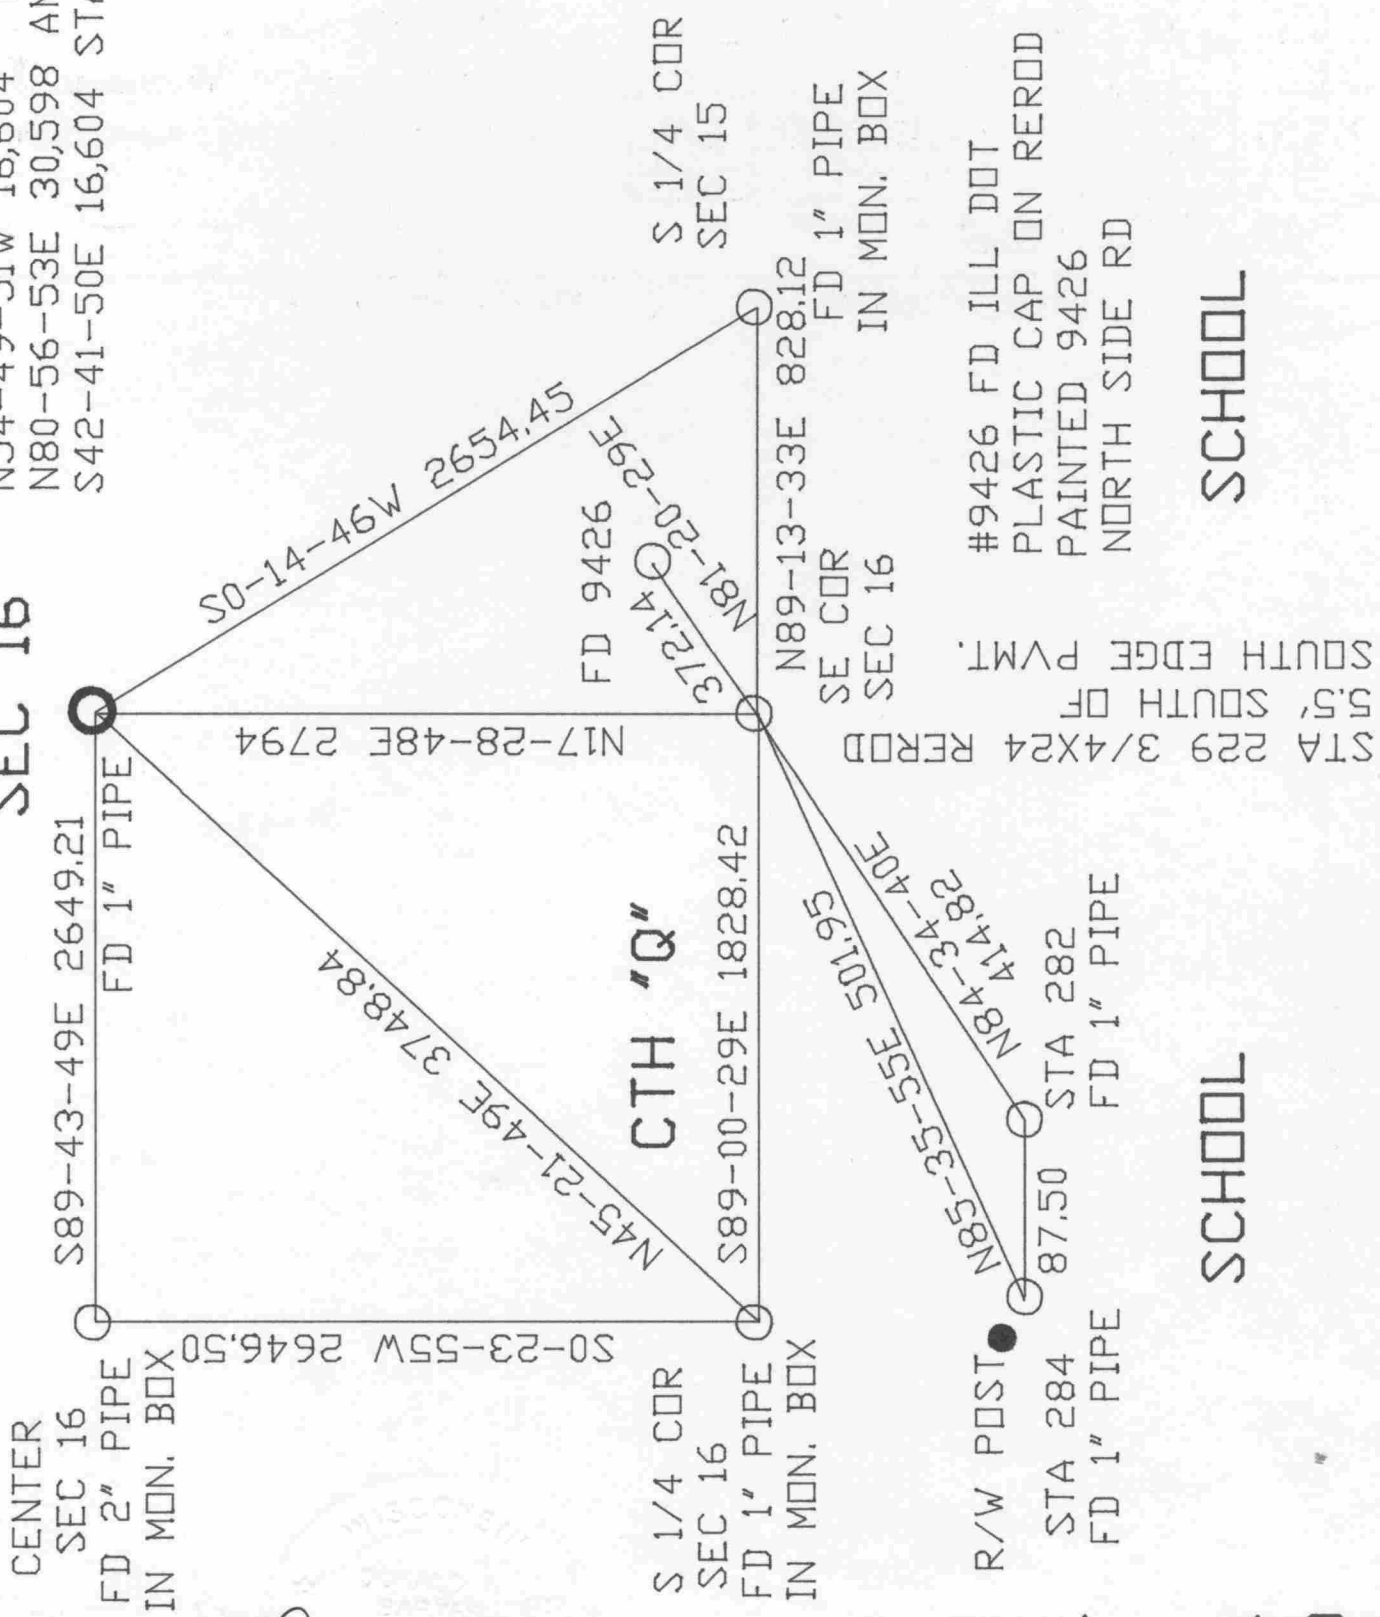 SEC 16
N54-49-51W 18,604
N80-56-53E 30,598
S42-41-50E 16,604
CENTER
SEC 16
FD 2" PIPE
IN MON. BOX
S89-43-49E 2649.21
FD 1" PIPE
S0-23-55W 2646.50
N45-21-49E 3748.84
N17-28-48E 2794
S0-14-46W 2654.45
S 1/4 COR
SEC 15
FD 1" PIPE
IN MON. BOX
FD 9426
372.14
N81-20-29E
CTH "Q"
S 1/4 COR
SEC 16
FD 1" PIPE
IN MON. BOX
S89-00-29E 1828.42
N89-13-33E 828.12
SE COR
SEC 16
STA 229 3/4X24 REROD
5.5' SOUTH OF
SOUTH EDGE PVMT.
#9426 FD ILL DOT
PLASTIC CAP ON REROD
PAINTED 9426
NORTH SIDE RD
N85-35-55E 501.95
N84-34-40E
414.82
R/W POST
STA 284
FD 1" PIPE
87.50
STA 282
FD 1" PIPE
SCHOOL
SCHOOL